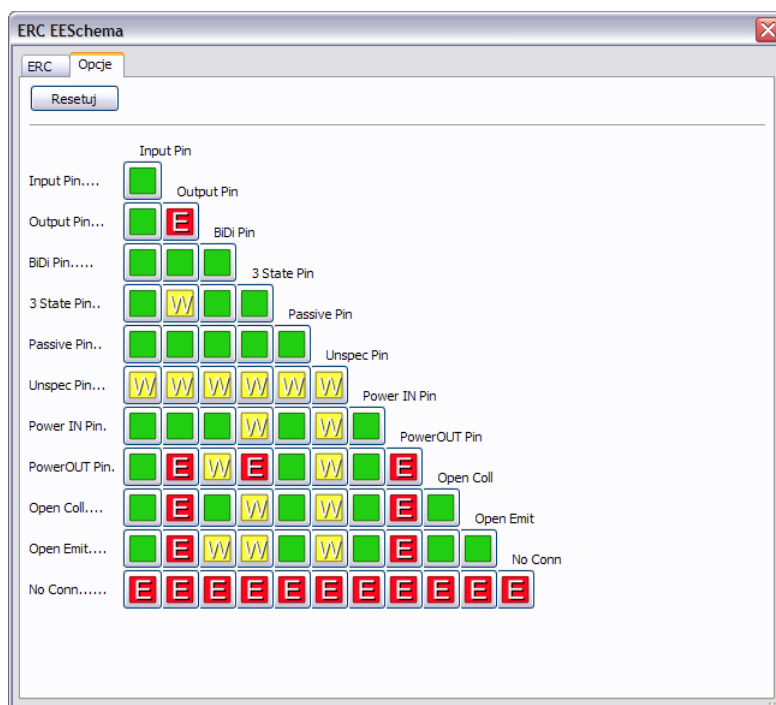 ERC EESchema
ERC Opcje
Resetuj
Input Pin
Input Pin....
Output Pin
Output Pin... E
BiDi Pin
BiDi Pin.....
3 State Pin
3 State Pin.. W
Passive Pin
Passive Pin..
Unspec Pin
Unspec Pin... W W W W W W
Power IN Pin
Power IN Pin. W W
PowerOUT Pin
PowerOUT Pin. E W E W E
Open Coll
Open Coll.... E W W E
Open Emit
Open Emit.... E W W W E
No Conn
No Conn...... E E E E E E E E E E E